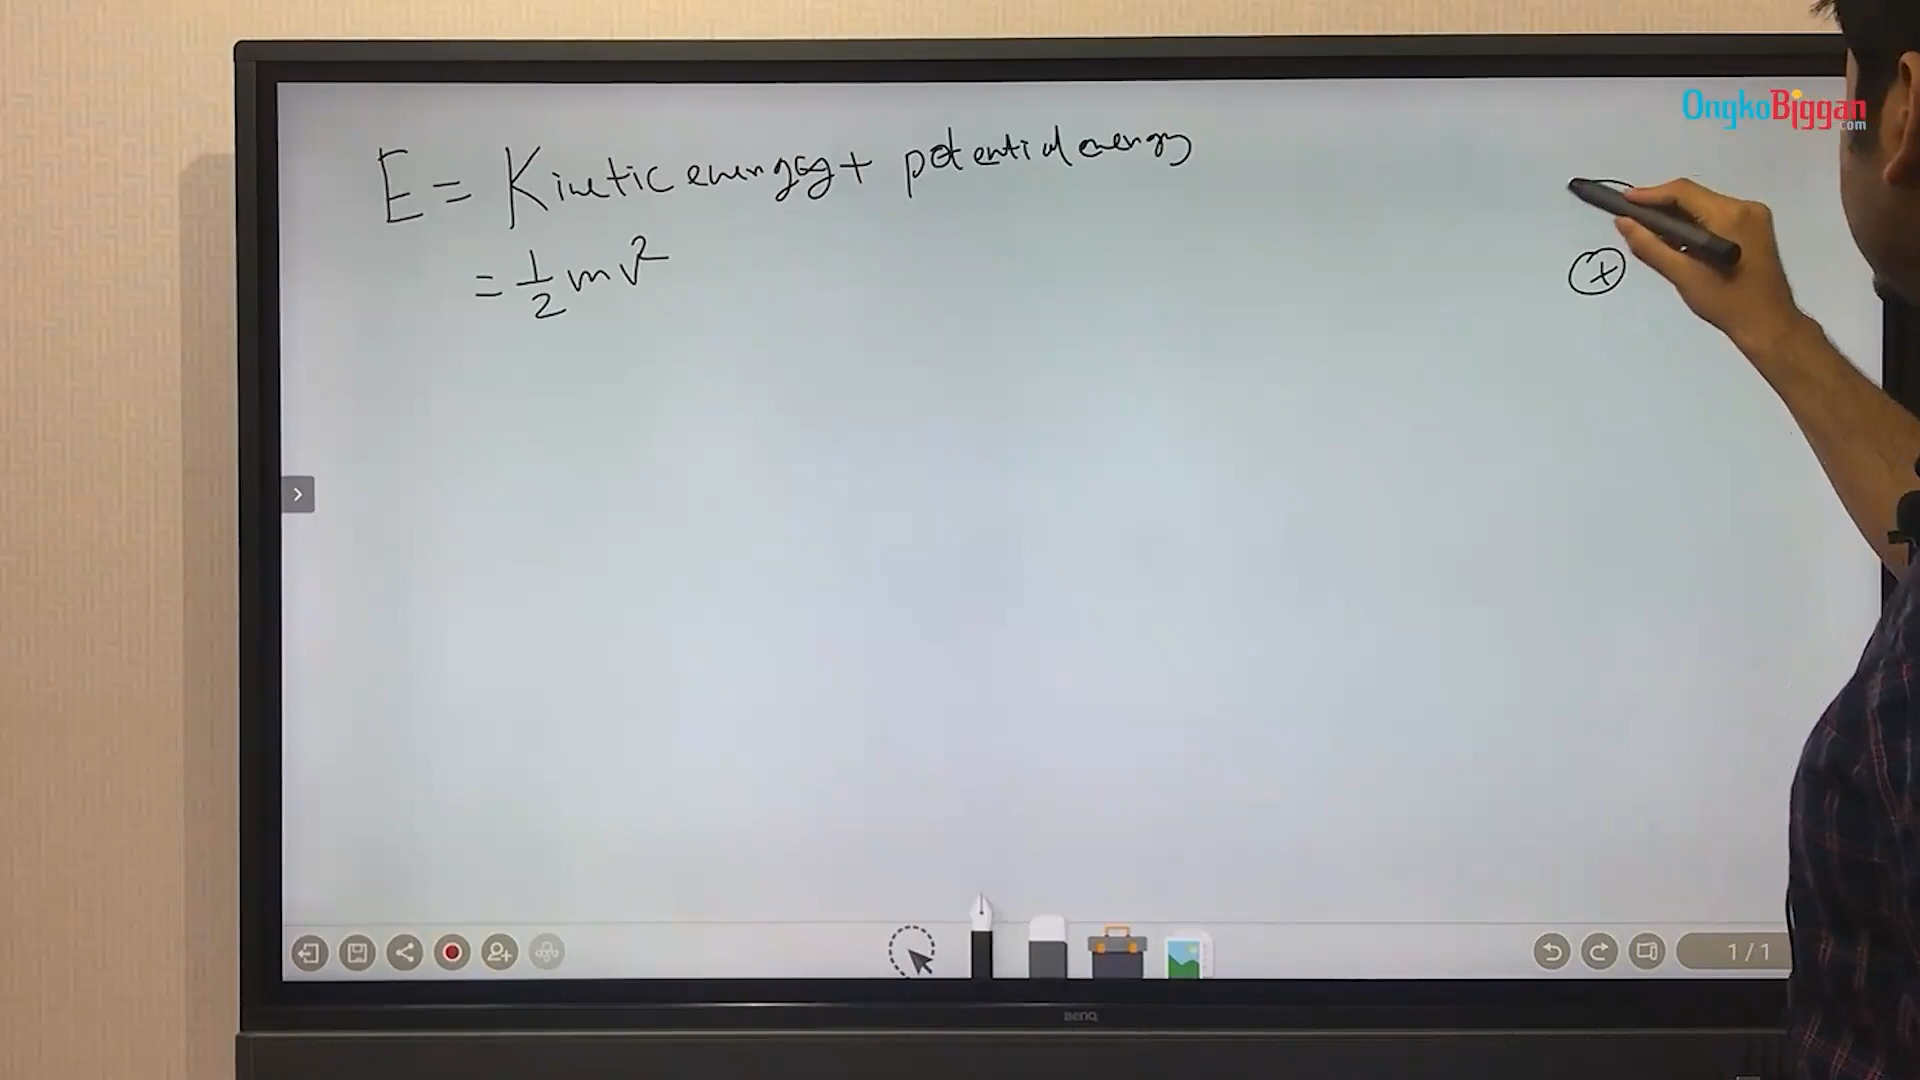 OngkoBiggan
.com
E = Kinetic energy + potential energy
= 1/2 mv²
+
1/1
BenQ